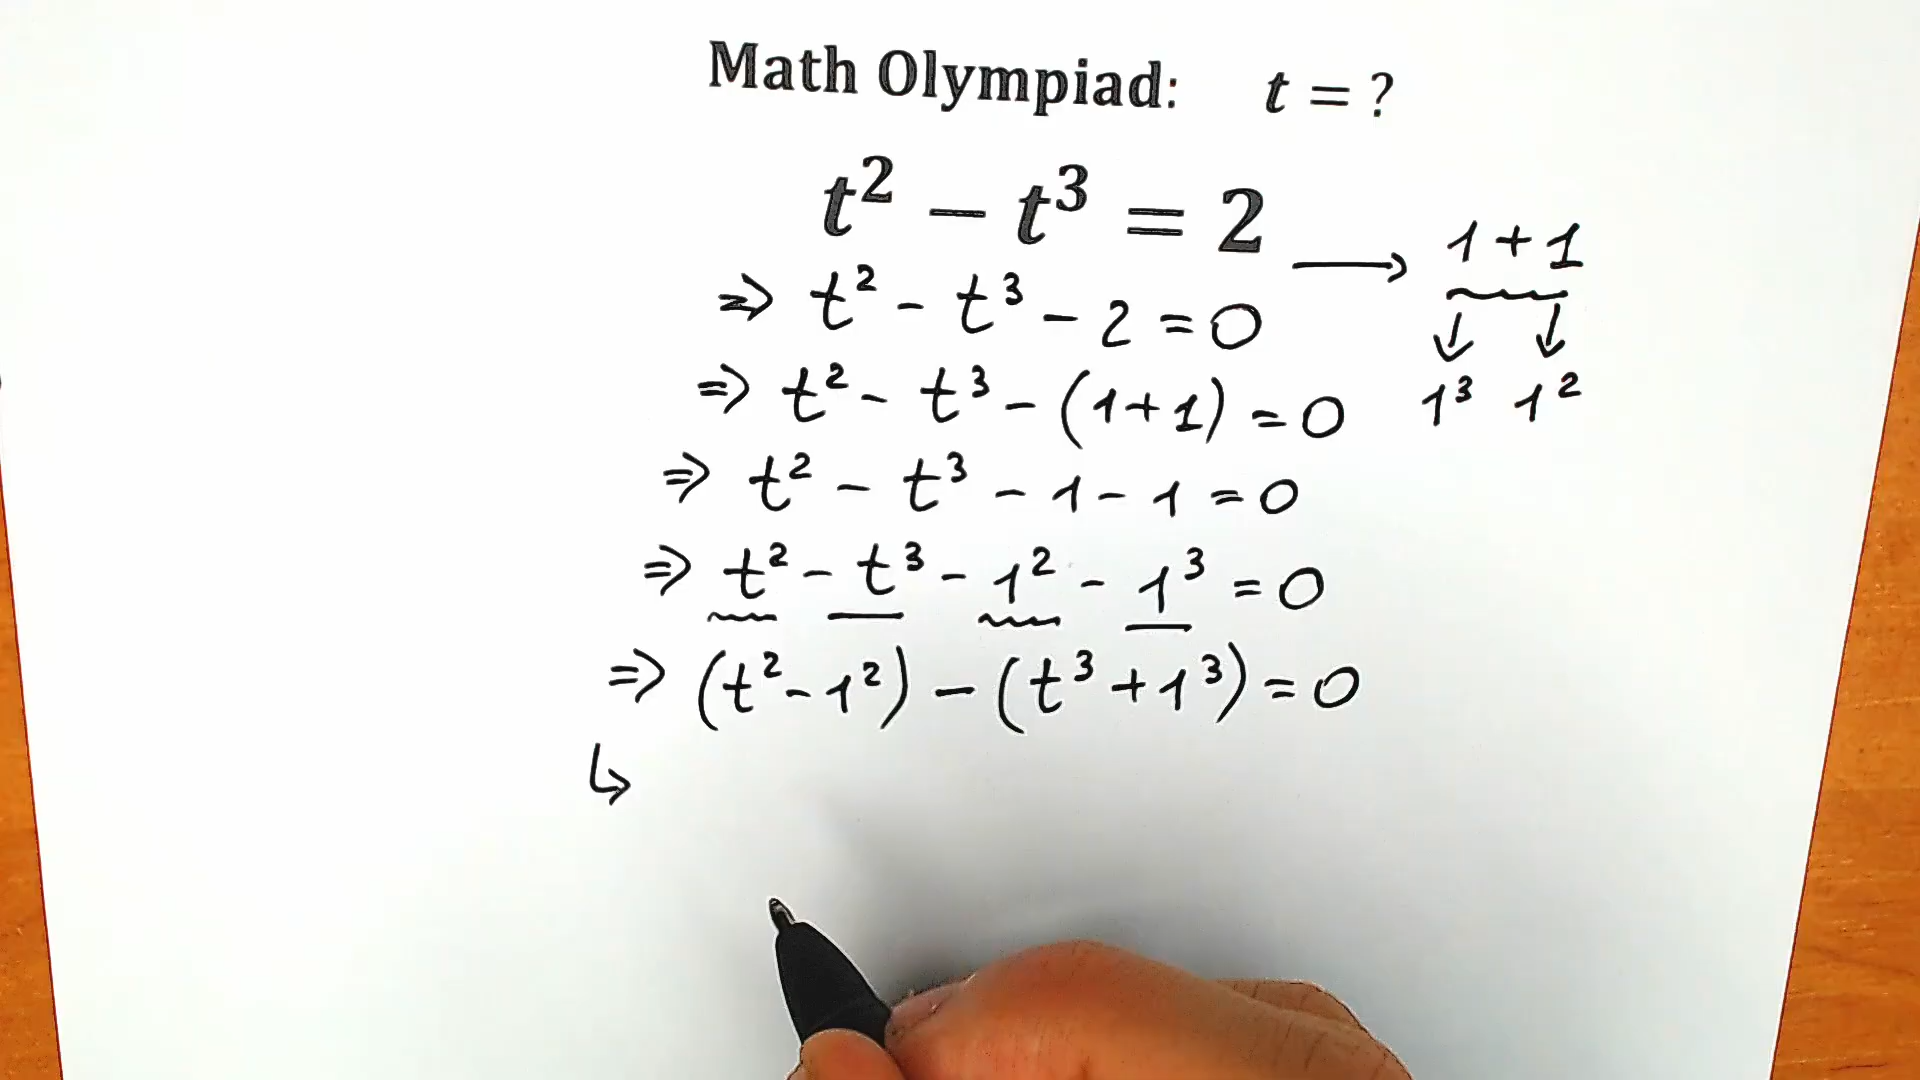 Math Olympiad: t = ?
t² − t³ = 2 → 1 + 1
⇒ t² - t³ - 2 = 0 ↓ ↓
⇒ t² - t³ - (1+1) = 0 1³ 1²
⇒ t² - t³ - 1 - 1 = 0
⇒ t² - t³ - 1² - 1³ = 0
⇒ (t² - 1²) - (t³ + 1³) = 0
↳